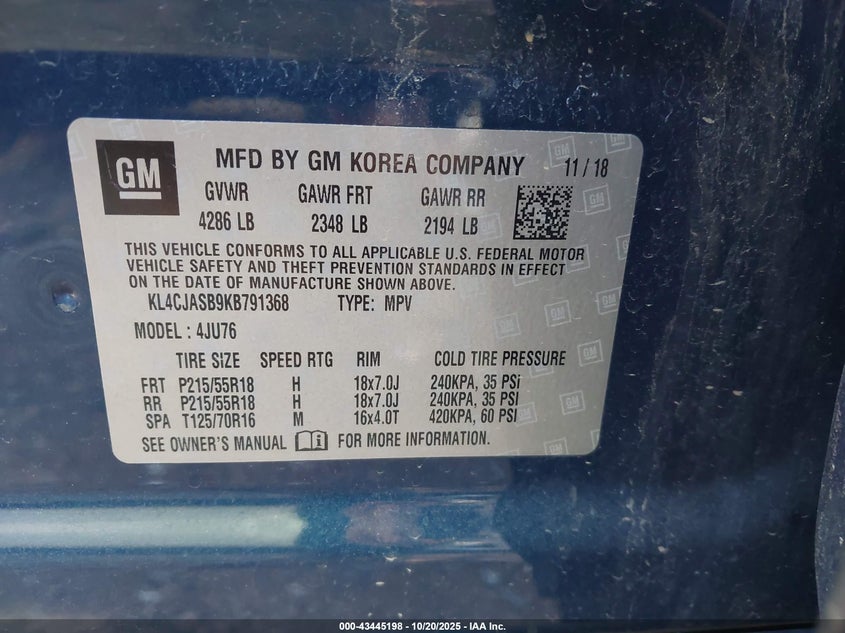 GM
MFD BY GM KOREA COMPANY 11/18
GVWR GAWR FRT GAWR RR
4286 LB 2348 LB 2194 LB
THIS VEHICLE CONFORMS TO ALL APPLICABLE U.S. FEDERAL MOTOR
VEHICLE SAFETY AND THEFT PREVENTION STANDARDS IN EFFECT
ON THE DATE OF MANUFACTURE SHOWN ABOVE.
KL4CJASB9KB791368 TYPE: MPV
MODEL: 4JU76
TIRE SIZE SPEED RTG RIM COLD TIRE PRESSURE
FRT P215/55R18 H 18x7.0J 240KPA, 35 PSi
RR P215/55R18 H 18x7.0J 240KPA, 35 PSI
SPA T125/70R16 M 16x4.0T 420KPA, 60 PSI
SEE OWNER'S MANUAL FOR MORE INFORMATION.
000-43445198 - 10/20/2025 - IAA Inc.